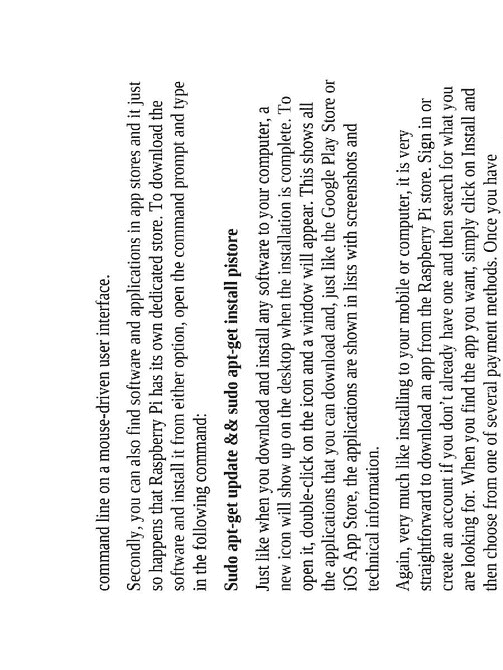 command line on a mouse-driven user interface.
Secondly, you can also find software and applications in app stores and it just
so happens that Raspberry Pi has its own dedicated store. To download the
software and install it from either option, open the command prompt and type
in the following command:
Sudo apt-get update && sudo apt-get install pistore
Just like when you download and install any software to your computer, a
new icon will show up on the desktop when the installation is complete. To
open it, double-click on the icon and a window will appear. This shows all
the applications that you can download and, just like the Google Play Store or
iOS App Store, the applications are shown in lists with screenshots and
technical information.
Again, very much like installing to your mobile or computer, it is very
straightforward to download an app from the Raspberry Pi store. Sign in or
create an account if you don’t already have one and then search for what you
are looking for. When you find the app you want, simply click on Install and
then choose from one of several payment methods. Once you have